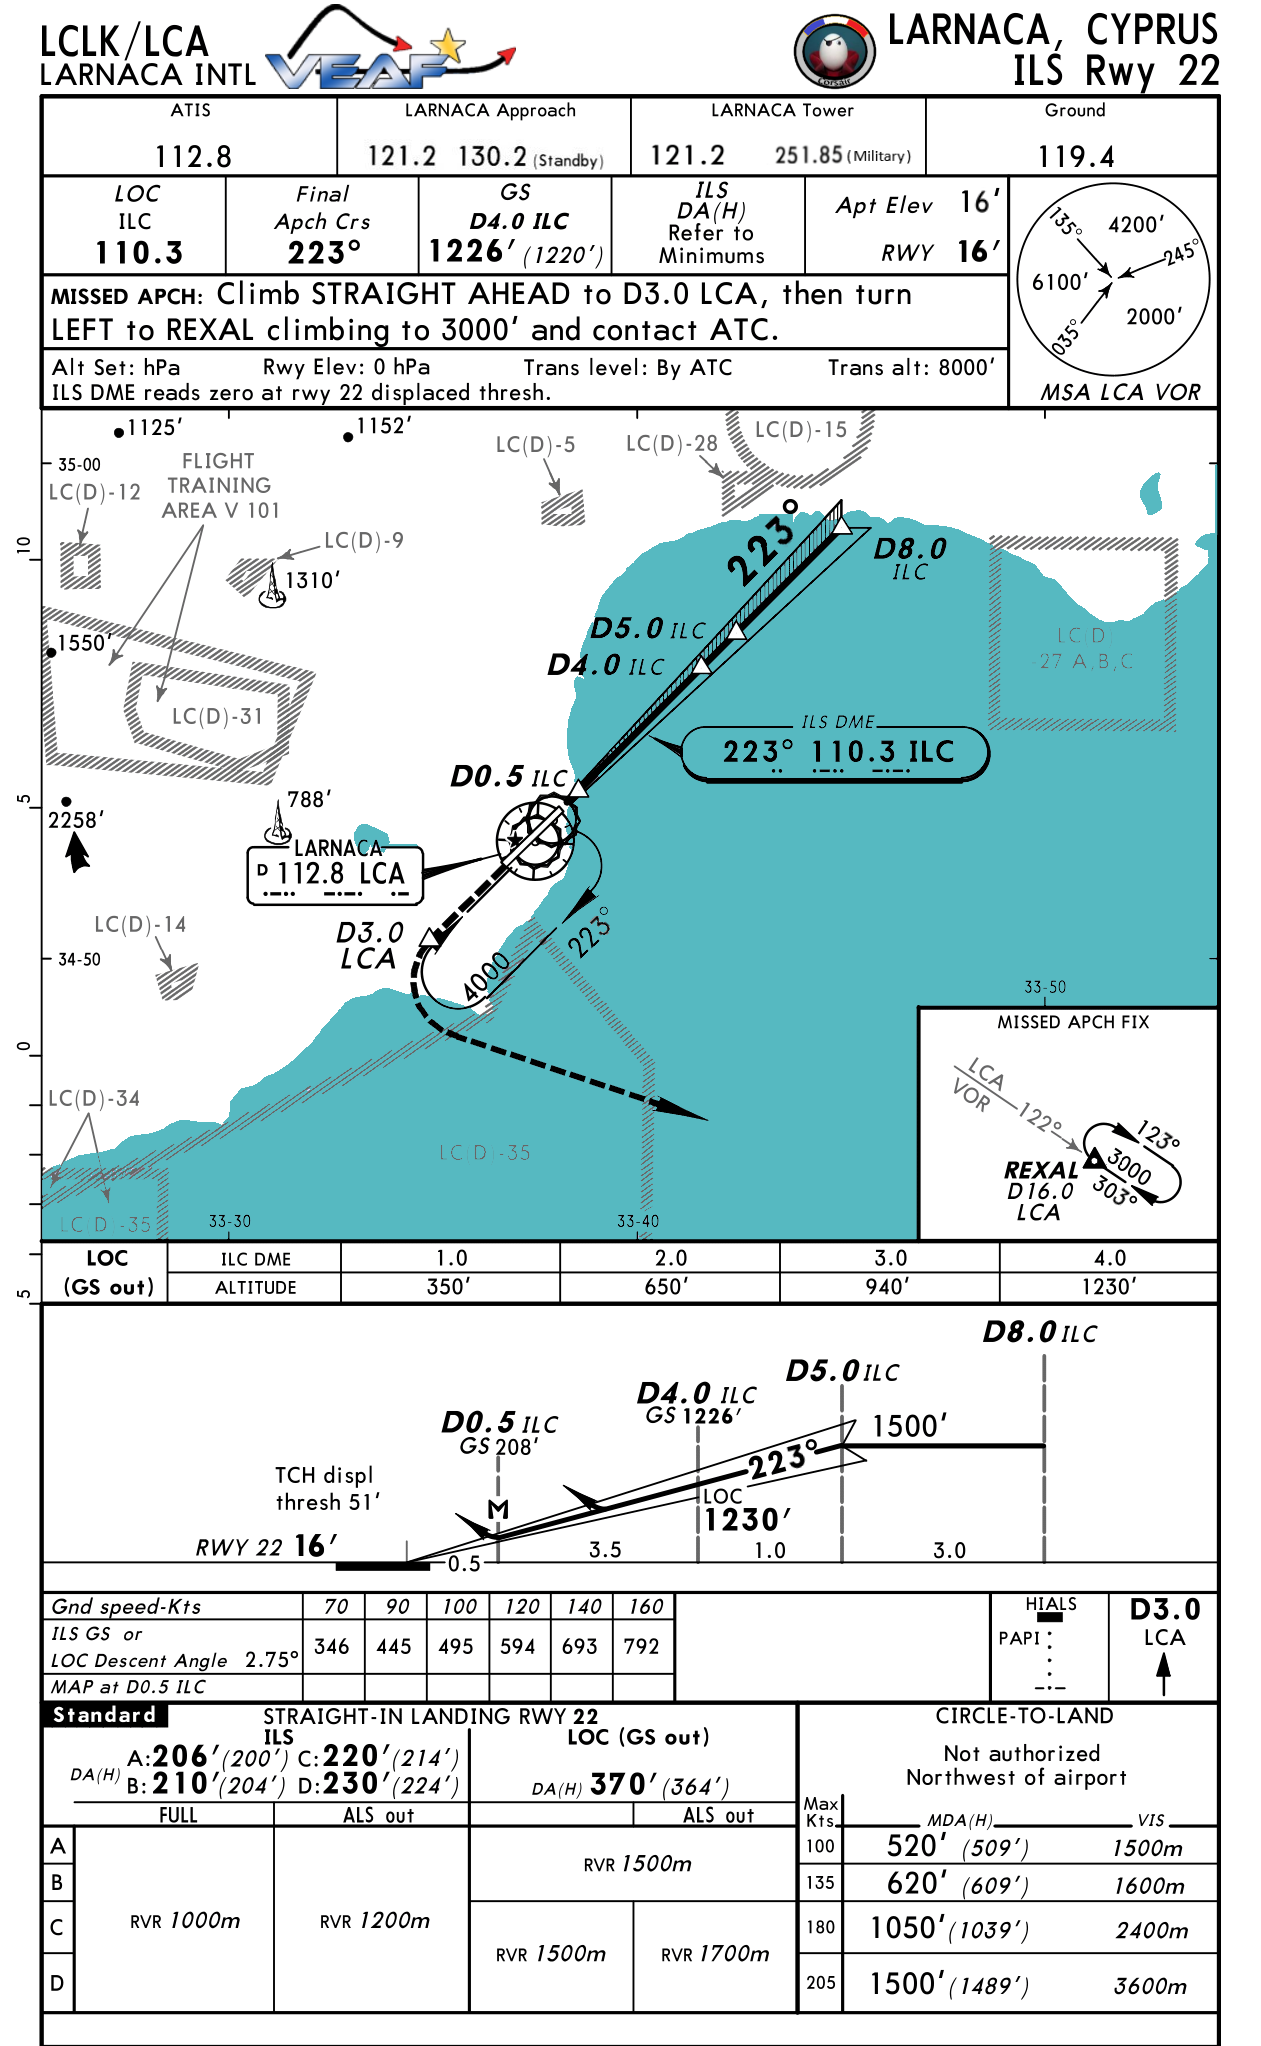 LCLK/LCA
LARNACA INTL
VEAF
Corsair
LARNACA, CYPRUS
ILS Rwy 22
ATIS
112.8
LARNACA Approach
121.2 130.2 (Standby)
LARNACA Tower
121.2 251.85 (Military)
Ground
119.4
LOC
ILC
110.3
Final
Apch Crs
223°
GS
D4.0 ILC
1226' (1220')
ILS
DA(H)
Refer to
Minimums
Apt Elev 16'
RWY 16'
135°
4200'
245°
6100'
2000'
035°
MSA LCA VOR
MISSED APCH: Climb STRAIGHT AHEAD to D3.0 LCA, then turn
LEFT to REXAL climbing to 3000' and contact ATC.
Alt Set: hPa Rwy Elev: 0 hPa Trans level: By ATC Trans alt: 8000'
ILS DME reads zero at rwy 22 displaced thresh.
1125'
1152'
LC(D)-5
LC(D)-28
LC(D)-15
35-00
FLIGHT
TRAINING
AREA V 101
LC(D)-12
LC(D)-9
1310'
10
223°
D8.0
ILC
D5.0 ILC
D4.0 ILC
1550'
LC(D)
-27 A,B,C
LC(D)-31
ILS DME
223° 110.3 ILC
D0.5 ILC
5
788'
2258'
LARNACA
D 112.8 LCA
LC(D)-14
D3.0
LCA
223°
4000
34-50
33-50
0
MISSED APCH FIX
LCA
VOR
122°
123°
3000
303°
REXAL
D16.0
LCA
LC(D)-34
LC(D)-35
LC(D)-35
33-30
33-40
5
LOC
(GS out)
ILC DME 1.0 2.0 3.0 4.0
ALTITUDE 350' 650' 940' 1230'
D8.0 ILC
D5.0 ILC
D4.0 ILC
GS 1226'
D0.5 ILC
GS 208'
1500'
223°
TCH displ
thresh 51'
M
LOC
1230'
RWY 22 16'
0.5 3.5 1.0 3.0
Gnd speed-Kts 70 90 100 120 140 160
ILS GS or
LOC Descent Angle 2.75° 346 445 495 594 693 792
MAP at D0.5 ILC
HIALS
PAPI
D3.0
LCA
Standard
STRAIGHT-IN LANDING RWY 22
ILS
DA(H) A: 206' (200') C: 220' (214')
B: 210' (204') D: 230' (224')
LOC (GS out)
DA(H) 370' (364')
FULL
ALS out
ALS out
A
B
C
D
RVR 1000m
RVR 1200m
RVR 1500m
RVR 1500m
RVR 1700m
CIRCLE-TO-LAND
Not authorized
Northwest of airport
Max
Kts MDA(H) VIS
100 520' (509') 1500m
135 620' (609') 1600m
180 1050' (1039') 2400m
205 1500' (1489') 3600m